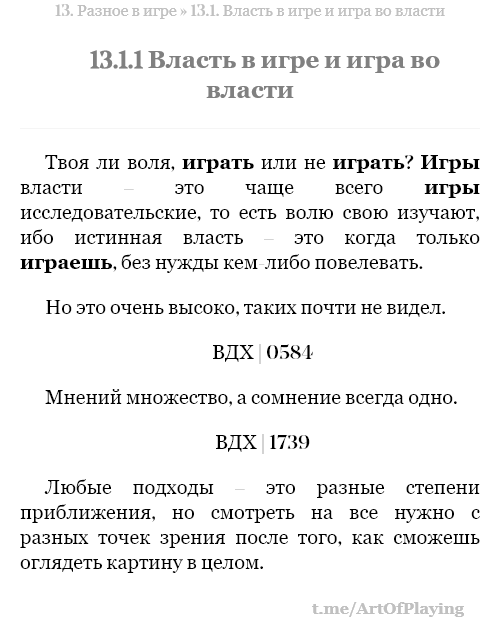 13. Разное в игре » 13.1. Власть в игре и игра во власти
13.1.1 Власть в игре и игра во
власти
Твоя ли воля, играть или не играть? Игры
власти – это чаще всего игры
исследовательские, то есть волю свою изучают,
ибо истинная власть – это когда только
играешь, без нужды кем-либо повелевать.
Но это очень высоко, таких почти не видел.
ВДХ | 0584
Мнений множество, а сомнение всегда одно.
ВДХ | 1739
Любые подходы – это разные степени
приближения, но смотреть на все нужно с
разных точек зрения после того, как сможешь
оглядеть картину в целом.
t.me/ArtOfPlaying